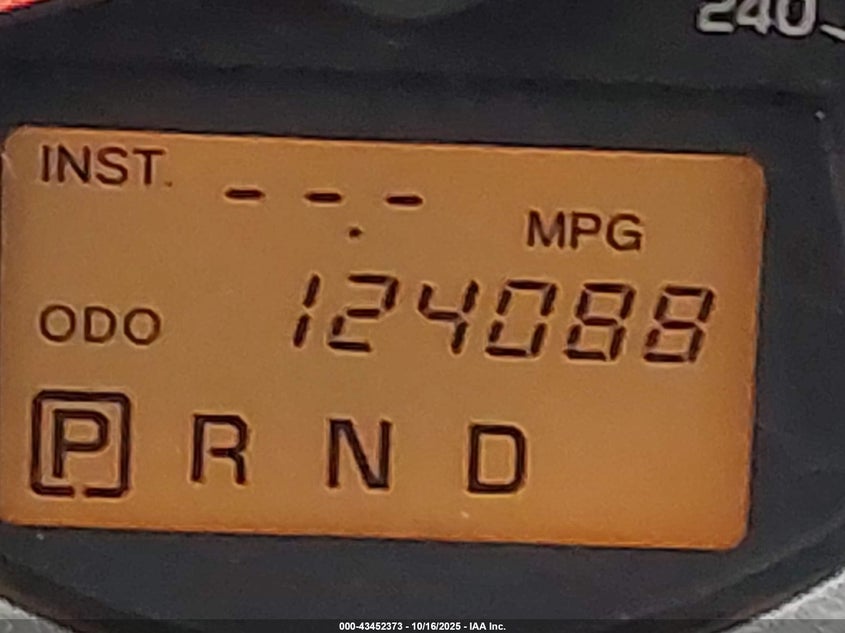 240
INST.
--.- MPG
ODO 124088
P R N D
000-43452373 - 10/16/2025 - IAA Inc.